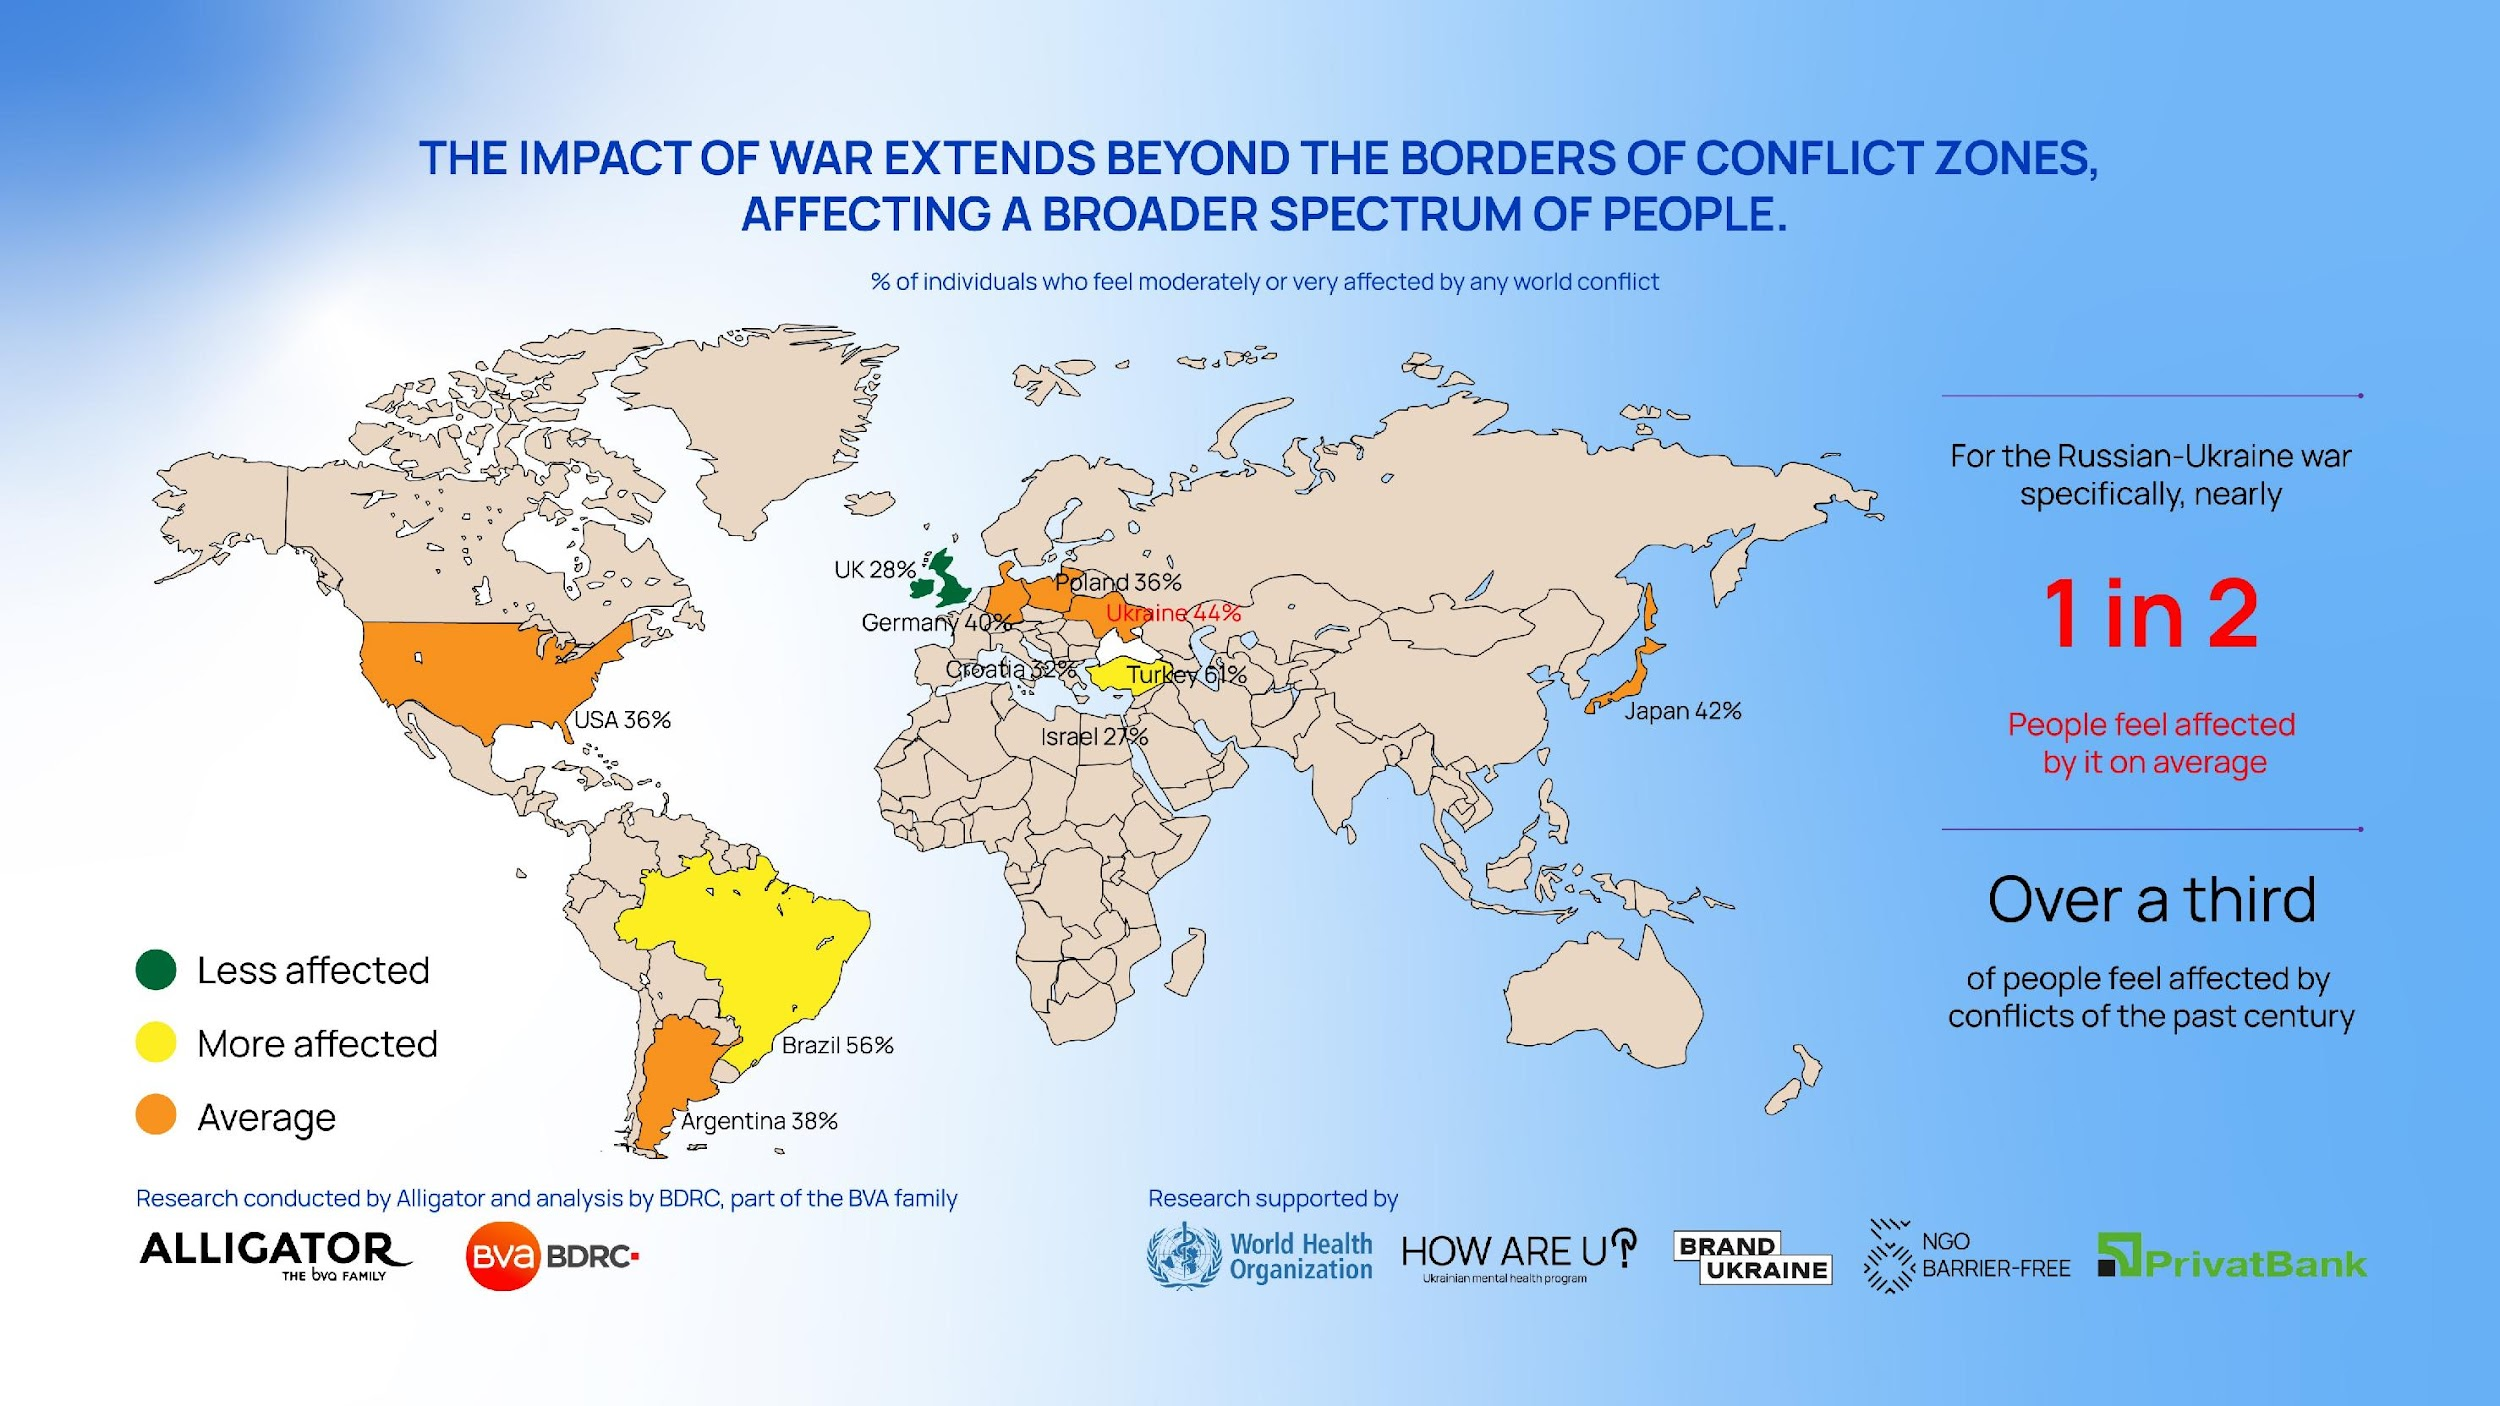 THE IMPACT OF WAR EXTENDS BEYOND THE BORDERS OF CONFLICT ZONES,
AFFECTING A BROADER SPECTRUM OF PEOPLE.
% of individuals who feel moderately or very affected by any world conflict
UK 28%
Poland 36%
Germany 40%
Ukraine 44%
Croatia 32%
Turkey 61%
USA 36%
Israel 27%
Japan 42%
Brazil 56%
Argentina 38%
Less affected
More affected
Average
For the Russian-Ukraine war
specifically, nearly
1 in 2
People feel affected
by it on average
Over a third
of people feel affected by
conflicts of the past century
Research conducted by Alligator and analysis by BDRC, part of the BVA family
ALLIGATOR
THE bva FAMILY
BVa BDRC
Research supported by
World Health
Organization
HOW ARE U?
Ukrainian mental health program
BRAND
UKRAINE
NGO
BARRIER-FREE
PrivatBank